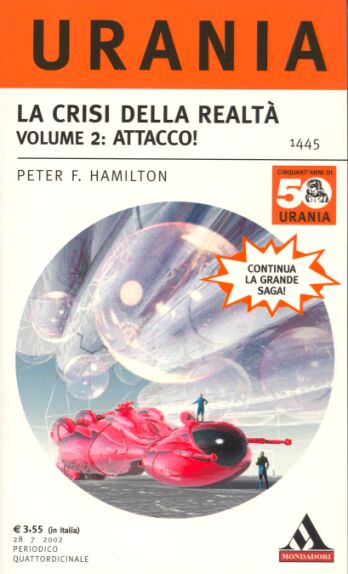 URANIA
LA CRISI DELLA REALTÀ
VOLUME 2: ATTACCO!
1445
PETER F. HAMILTON
CINQUANT'ANNI DI
50
URANIA
CONTINUA
LA GRANDE
SAGA!
€ 3,55 (in Italia)
28 7 2002
PERIODICO
QUATTORDICINALE
MONDADORI